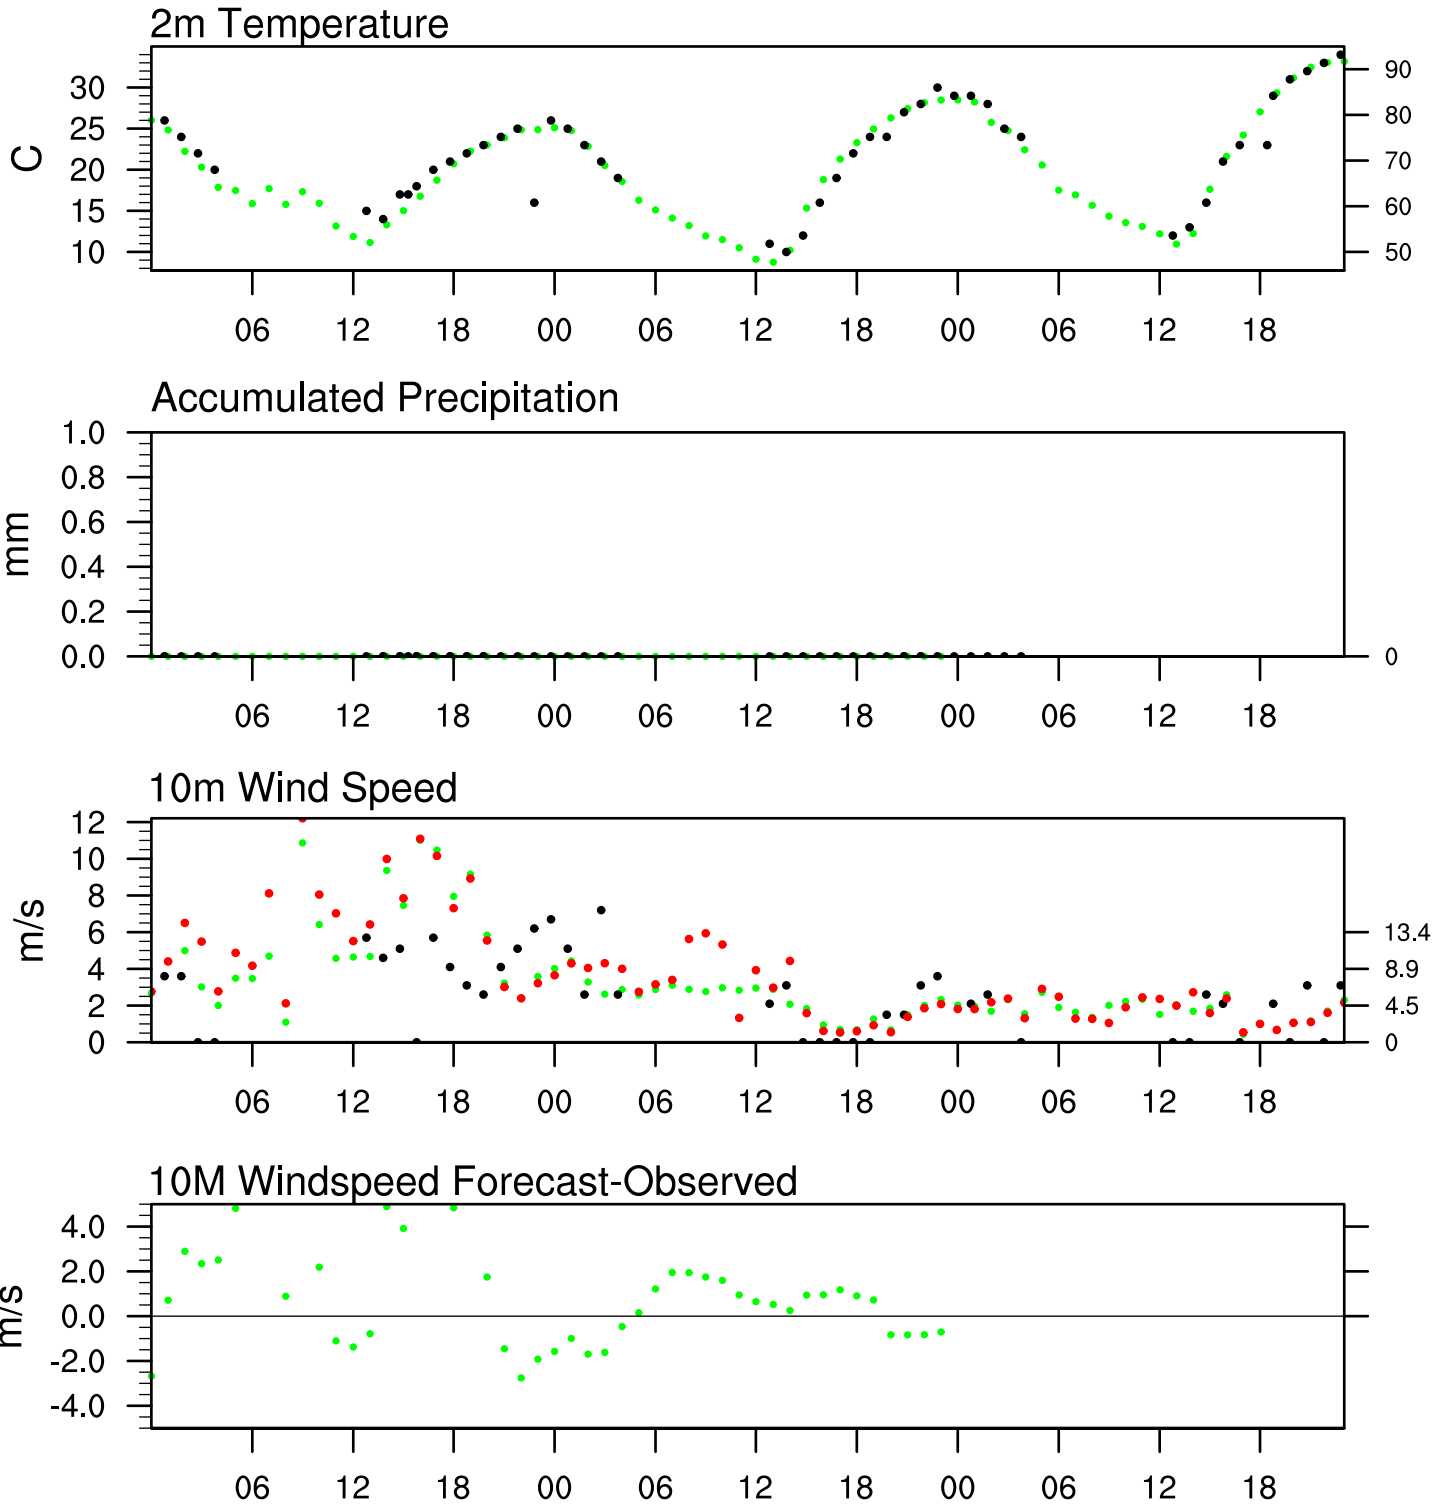 2m Temperature
C
30
25
20
15
10
90
80
70
60
50
06 12 18 00 06 12 18 00 06 12 18
Accumulated Precipitation
mm
1.0
0.8
0.6
0.4
0.2
0.0
0
06 12 18 00 06 12 18 00 06 12 18
10m Wind Speed
m/s
12
10
8
6
4
2
0
13.4
8.9
4.5
0
06 12 18 00 06 12 18 00 06 12 18
10M Windspeed Forecast-Observed
m/s
4.0
2.0
0.0
-2.0
-4.0
06 12 18 00 06 12 18 00 06 12 18